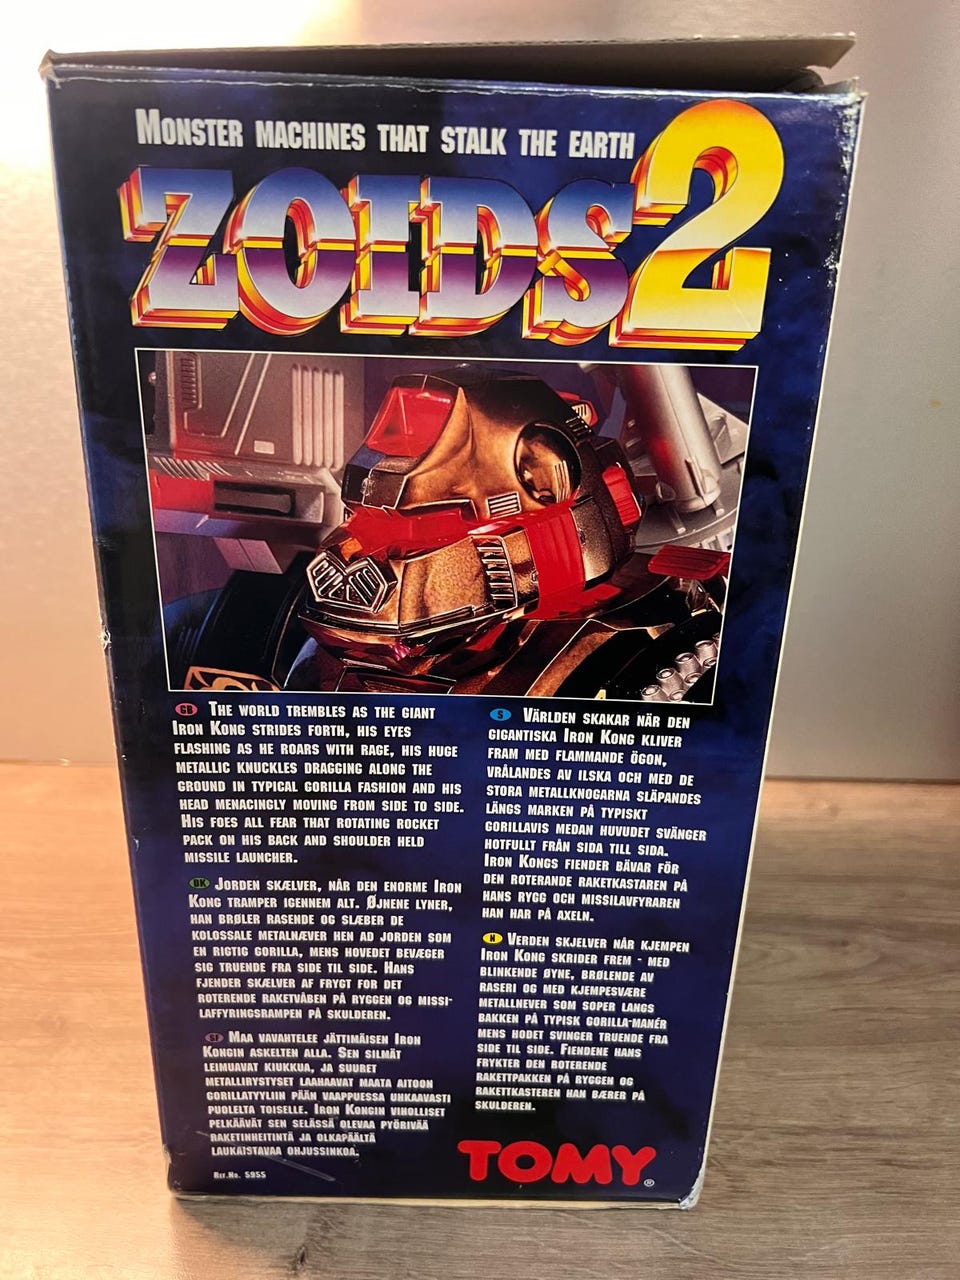 MONSTER MACHINES THAT STALK THE EARTH
ZOIDS2
GB THE WORLD TREMBLES AS THE GIANT
IRON KONG STRIDES FORTH, HIS EYES
FLASHING AS HE ROARS WITH RAGE, HIS HUGE
METALLIC KNUCKLES DRAGGING ALONG THE
GROUND IN TYPICAL GORILLA FASHION AND HIS
HEAD MENACINGLY MOVING FROM SIDE TO SIDE.
HIS FOES ALL FEAR THAT ROTATING ROCKET
PACK ON HIS BACK AND SHOULDER HELD
MISSILE LAUNCHER.
DK JORDEN SKÆLVER, NÅR DEN ENORME IRON
KONG TRAMPER IGENNEM ALT. ØJNENE LYNER,
HAN BRØLER RASENDE OG SLÆBER DE
KOLOSSALE METALNÆVER HEN AD JORDEN SOM
EN RIGTIG GORILLA, MENS HOVEDET BEVÆGER
SIG TRUENDE FRA SIDE TIL SIDE. HANS
FJENDER SKÆLVER AF FRYGT FOR DET
ROTERENDE RAKETVÅBEN PÅ RYGGEN OG MISSI-
LAFFYRINGSRAMPEN PÅ SKULDEREN.
SF MAA VAVAHTELEE JÄTTIMÄISEN IRON
KONGIN ASKELTEN ALLA. SEN SILMÄT
LEIMUAVAT KIUKKUA, JA SUURET
METALLIRYSTYSET LAAHAAVAT MAATA AITOON
GORILLATYYLIIN PÄÄN VAAPPUESSA UHKAAVASTI
PUOLELTA TOISELLE. IRON KONGIN VIHOLLISET
PELKÄÄVÄT SEN SELÄSSÄ OLEVAA PYÖRIVÄÄ
RAKETINHEITINTÄ JA OLKAPÄÄLTÄ
LAUKAISTAVAA OHJUSSINKOA.
REF.NO. 5955
S VÄRLDEN SKAKAR NÄR DEN
GIGANTISKA IRON KONG KLIVER
FRAM MED FLAMMANDE ÖGON,
VRÅLANDES AV ILSKA OCH MED DE
STORA METALLKNOGARNA SLÄPANDES
LÄNGS MARKEN PÅ TYPISKT
GORILLAVIS MEDAN HUVUDET SVÄNGER
HOTFULLT FRÅN SIDA TILL SIDA.
IRON KONGS FIENDER BÄVAR FÖR
DEN ROTERANDE RAKETKASTAREN PÅ
HANS RYGG OCH MISSILAVFYRAREN
HAN HAR PÅ AXELN.
N VERDEN SKJELVER NÅR KJEMPEN
IRON KONG SKRIDER FREM - MED
BLINKENDE ØYNE, BRØLENDE AV
RASERI OG MED KJEMPESVÆRE
METALLNEVER SOM SOPER LANGS
BAKKEN PÅ TYPISK GORILLA-MANÉR
MENS HODET SVINGER TRUENDE FRA
SIDE TIL SIDE. FIENDENE HANS
FRYKTER DEN ROTERENDE
RAKETTPAKKEN PÅ RYGGEN OG
RAKETTKASTEREN HAN BÆRER PÅ
SKULDEREN.
TOMY®